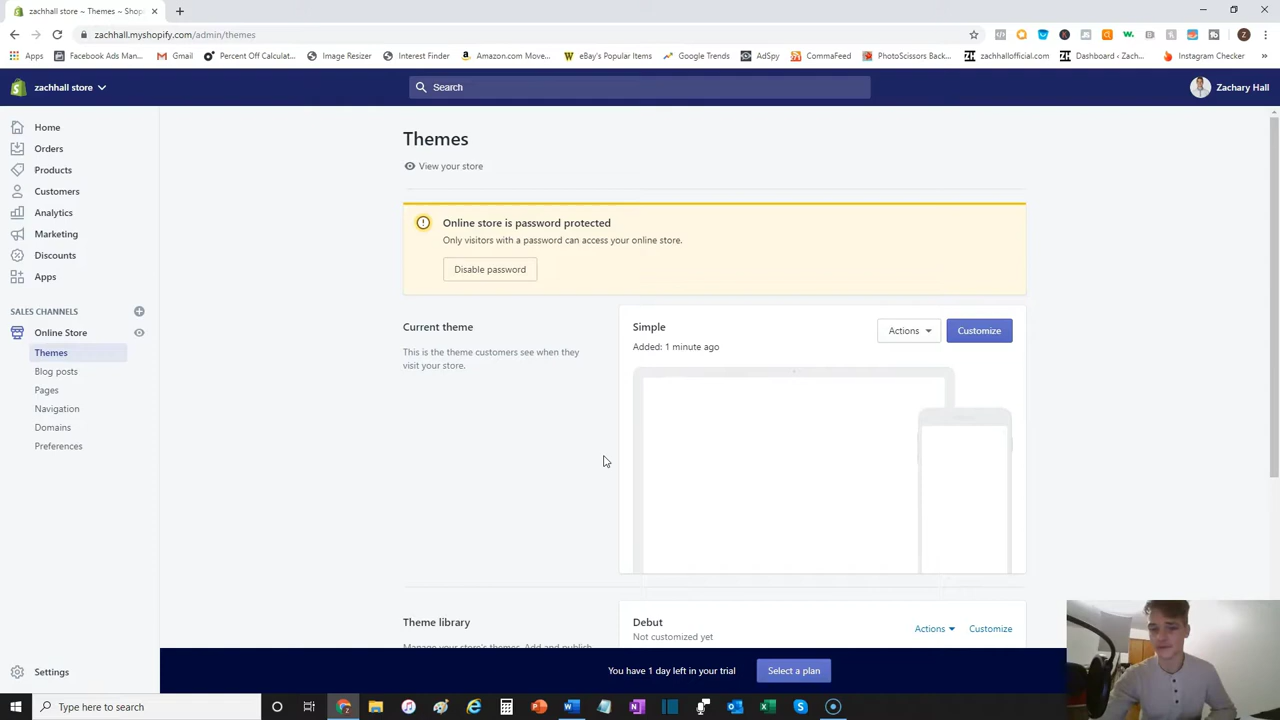 zachhall store ~ Themes ~ Shop
zachhall.myshopify.com/admin/themes
Apps
Facebook Ads Man...
Gmail
Percent Off Calculat...
Image Resizer
Interest Finder
Amazon.com Move...
eBay's Popular Items
Google Trends
AdSpy
CommaFeed
PhotoScissors Back...
zachhallofficial.com
Dashboard ‹ Zach...
Instagram Checker
zachhall store
Search
Zachary Hall
Home
Orders
Products
Customers
Analytics
Marketing
Discounts
Apps
SALES CHANNELS
Online Store
Themes
Blog posts
Pages
Navigation
Domains
Preferences
Settings
Themes
View your store
Online store is password protected
Only visitors with a password can access your online store.
Disable password
Current theme
This is the theme customers see when they
visit your store.
Simple
Added: 1 minute ago
Actions
Customize
Theme library
Debut
Not customized yet
Actions
Customize
You have 1 day left in your trial
Select a plan
Type here to search